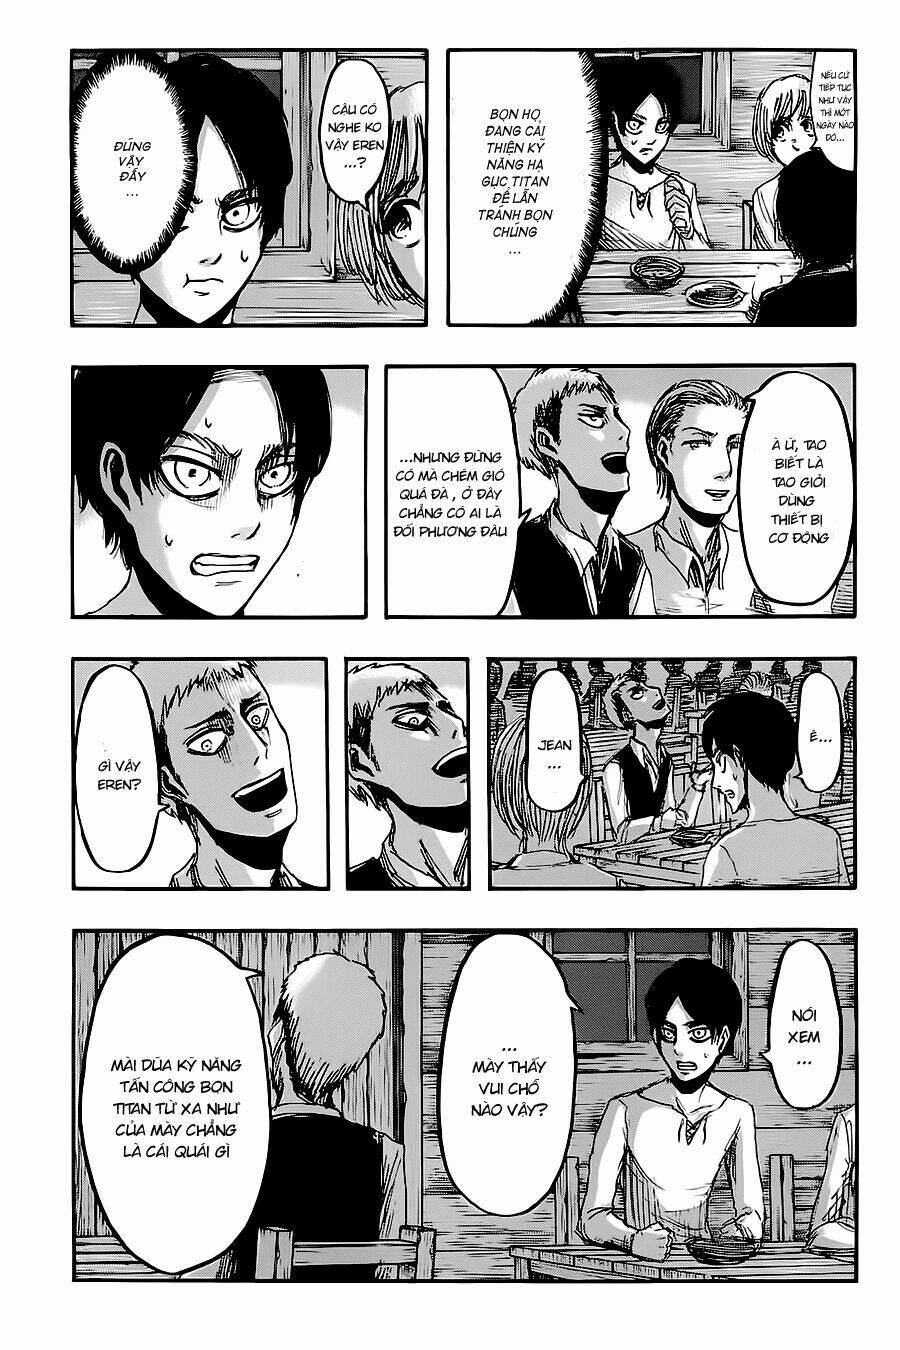 NẾU CỨ
TIẾP TỤC
NHƯ VẬY
THÌ MỘT
NGÀY NÀO
ĐÓ...
BỌN HỌ
ĐANG CẢI
THIỆN KỸ
NĂNG HẠ
GỤC TITAN
ĐỂ LẨN
TRÁNH BỌN
CHÚNG
...
CẬU CÓ
NGHE KO
VẬY EREN
...?
ĐÚNG
VẬY
ĐẤY
...
À Ừ, TAO
BIẾT LÀ
TAO GIỎI
DÙNG
THIẾT BỊ
CƠ ĐỘNG
...NHƯNG ĐỪNG
CÓ MÀ CHÉM GIÓ
QUÁ ĐÀ , Ở ĐÂY
CHẲNG CÓ AI LÀ
ĐỐI PHƯƠNG ĐÂU
Ê...
JEAN
...
GÌ VẬY
EREN?
NÓI
XEM
...
...
MÀY THẤY
VUI CHỖ
NÀO VẬY?
MÀI DŨA KỸ NĂNG
TẤN CÔNG BỌN
TITAN TỪ XA NHƯ
CỦA MÀY CHẲNG
LÀ CÁI QUÁI GÌ